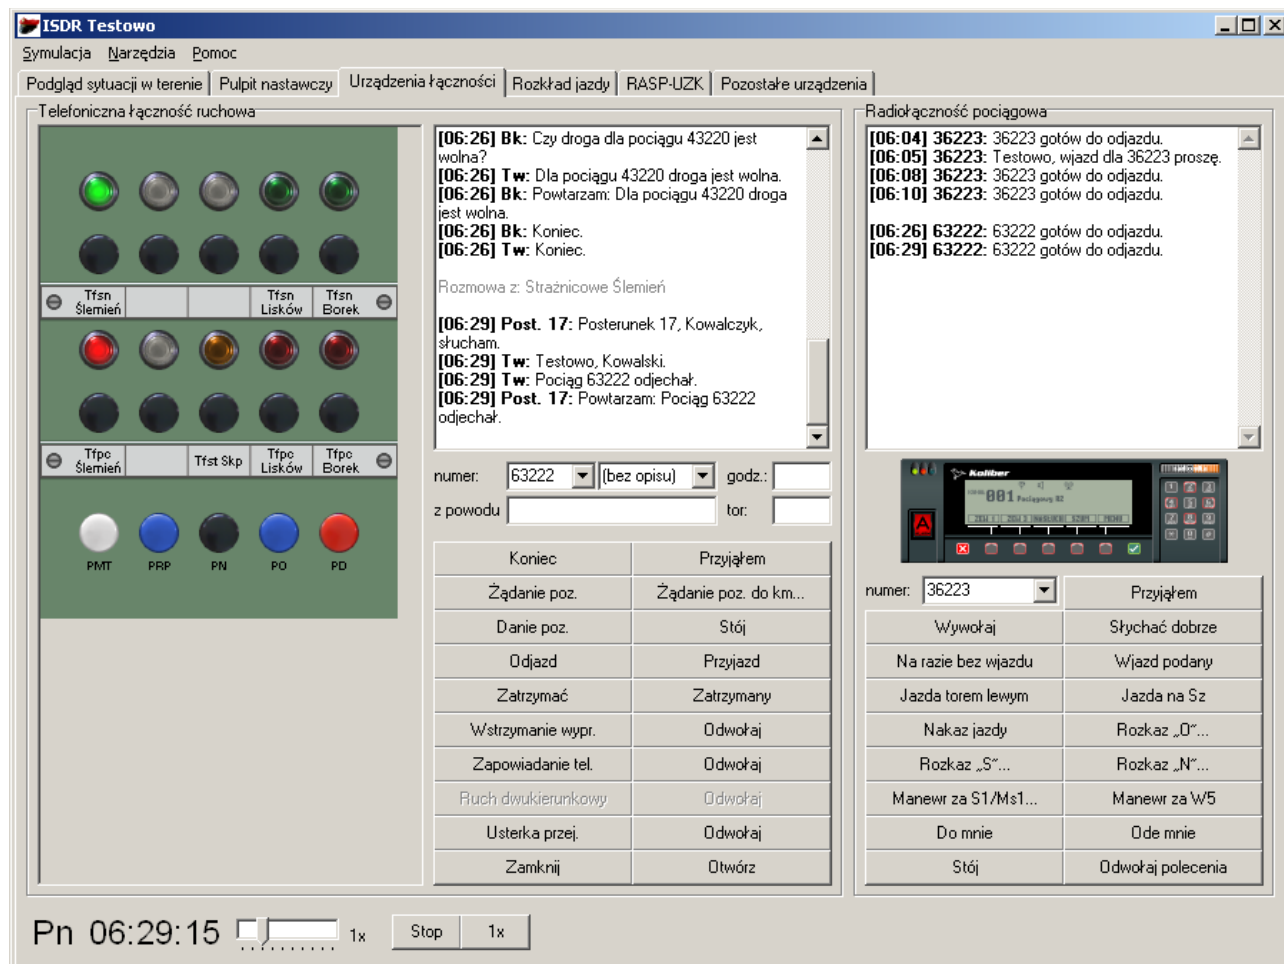 ISDR Testowo
Symulacja Narzędzia Pomoc
Podgląd sytuacji w terenie Pulpit nastawczy Urządzenia łączności Rozkład jazdy RASP-UZK Pozostałe urządzenia
Telefoniczna łączność ruchowa
Tfsn Ślemień
Tfsn Lisków
Tfsn Borek
Tfpc Ślemień
Tfst Skp
Tfpc Lisków
Tfpc Borek
PMT PRP PN PO PD
[06:26] Bk: Czy droga dla pociągu 43220 jest
wolna?
[06:26] Tw: Dla pociągu 43220 droga jest wolna.
[06:26] Bk: Powtarzam: Dla pociągu 43220 droga
jest wolna.
[06:26] Bk: Koniec.
[06:26] Tw: Koniec.
Rozmowa z: Strażnicowe Ślemień
[06:29] Post. 17: Posterunek 17, Kowalczyk,
słucham.
[06:29] Tw: Testowo, Kowalski.
[06:29] Tw: Pociąg 63222 odjechał.
[06:29] Post. 17: Powtarzam: Pociąg 63222
odjechał.
numer: 63222 (bez opisu) godz.:
z powodu tor:
Koniec Przyjąłem
Żądanie poz. Żądanie poz. do km...
Danie poz. Stój
Odjazd Przyjazd
Zatrzymać Zatrzymany
Wstrzymanie wypr. Odwołaj
Zapowiadanie tel. Odwołaj
Ruch dwukierunkowy Odwołaj
Usterka przej. Odwołaj
Zamknij Otwórz
Radiołączność pociągowa
[06:04] 36223: 36223 gotów do odjazdu.
[06:05] 36223: Testowo, wjazd dla 36223 proszę.
[06:08] 36223: 36223 gotów do odjazdu.
[06:10] 36223: 36223 gotów do odjazdu.
[06:26] 63222: 63222 gotów do odjazdu.
[06:29] 63222: 63222 gotów do odjazdu.
Koliber
001 Pociągowy
A
numer: 36223 Przyjąłem
Wywołaj Słychać dobrze
Na razie bez wjazdu Wjazd podany
Jazda torem lewym Jazda na Sz
Nakaz jazdy Rozkaz „O"...
Rozkaz „S"... Rozkaz „N"...
Manewr za S1/Ms1... Manewr za W5
Do mnie Ode mnie
Stój Odwołaj polecenia
Pn 06:29:15 1x Stop 1x